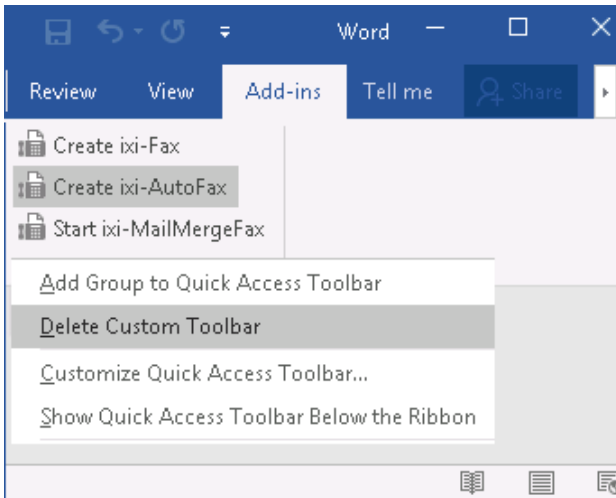 Word
Review View Add-ins Tell me Share
Create ixi-Fax
Create ixi-AutoFax
Start ixi-MailMergeFax
Add Group to Quick Access Toolbar
Delete Custom Toolbar
Customize Quick Access Toolbar...
Show Quick Access Toolbar Below the Ribbon